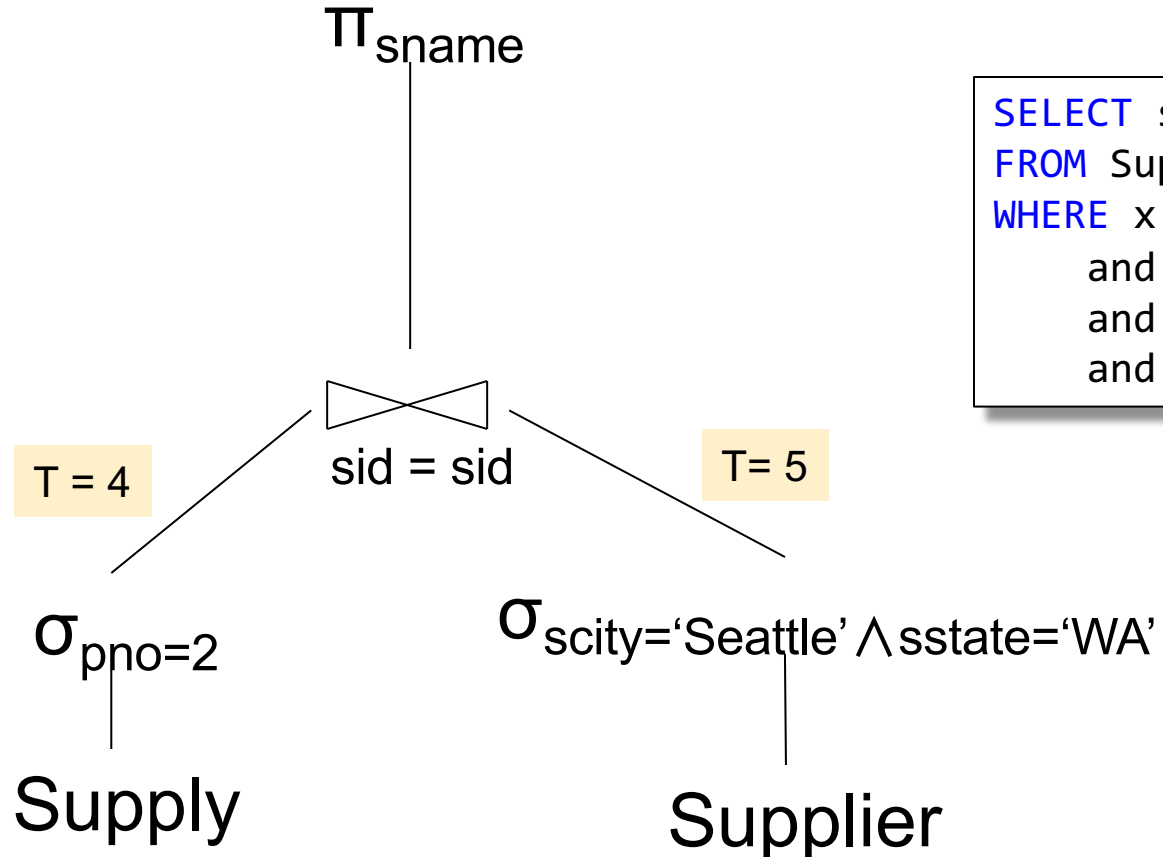 π sname
SELECT s
FROM Sup
WHERE x
and
and
and
sid = sid
T = 4
T= 5
σ pno=2
σ scity=‘Seattle’ ⋀ sstate=‘WA’
Supply
Supplier